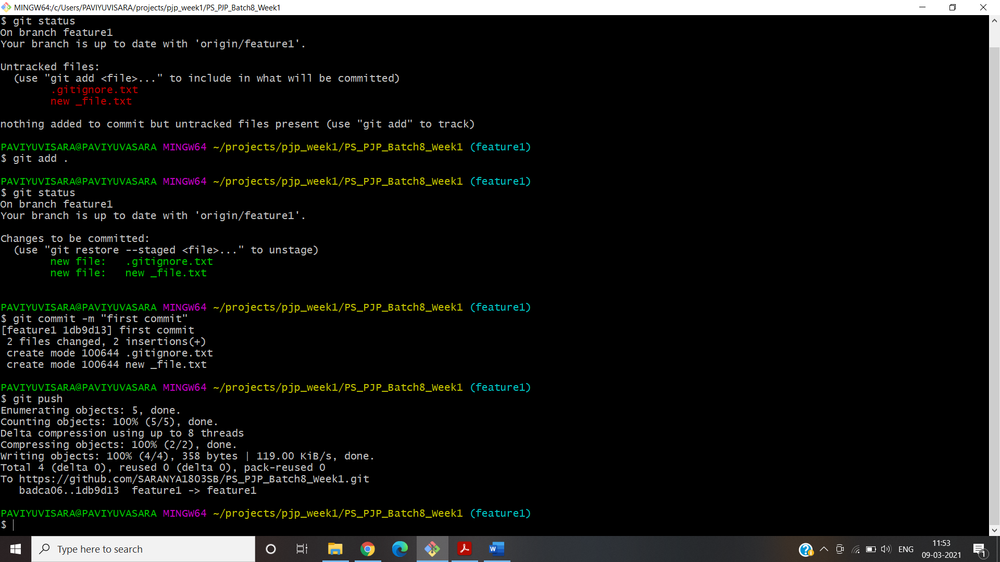 MINGW64:/c/Users/PAVIYUVISARA/projects/pjp_week1/PS_PJP_Batch8_Week1
$ git status
On branch feature1
Your branch is up to date with 'origin/feature1'.
Untracked files:
  (use "git add <file>..." to include in what will be committed)
        .gitignore.txt
        new _file.txt
nothing added to commit but untracked files present (use "git add" to track)
PAVIYUVISARA@PAVIYUVASARA MINGW64 ~/projects/pjp_week1/PS_PJP_Batch8_Week1 (feature1)
$ git add .
PAVIYUVISARA@PAVIYUVASARA MINGW64 ~/projects/pjp_week1/PS_PJP_Batch8_Week1 (feature1)
$ git status
On branch feature1
Your branch is up to date with 'origin/feature1'.
Changes to be committed:
  (use "git restore --staged <file>..." to unstage)
        new file:   .gitignore.txt
        new file:   new _file.txt
PAVIYUVISARA@PAVIYUVASARA MINGW64 ~/projects/pjp_week1/PS_PJP_Batch8_Week1 (feature1)
$ git commit -m "first commit"
[feature1 1db9d13] first commit
 2 files changed, 2 insertions(+)
 create mode 100644 .gitignore.txt
 create mode 100644 new _file.txt
PAVIYUVISARA@PAVIYUVASARA MINGW64 ~/projects/pjp_week1/PS_PJP_Batch8_Week1 (feature1)
$ git push
Enumerating objects: 5, done.
Counting objects: 100% (5/5), done.
Delta compression using up to 8 threads
Compressing objects: 100% (2/2), done.
Writing objects: 100% (4/4), 358 bytes | 119.00 KiB/s, done.
Total 4 (delta 0), reused 0 (delta 0), pack-reused 0
To https://github.com/SARANYA1803SB/PS_PJP_Batch8_Week1.git
   badca06..1db9d13  feature1 -> feature1
PAVIYUVISARA@PAVIYUVASARA MINGW64 ~/projects/pjp_week1/PS_PJP_Batch8_Week1 (feature1)
$
Type here to search
ENG
11:53
09-03-2021
1